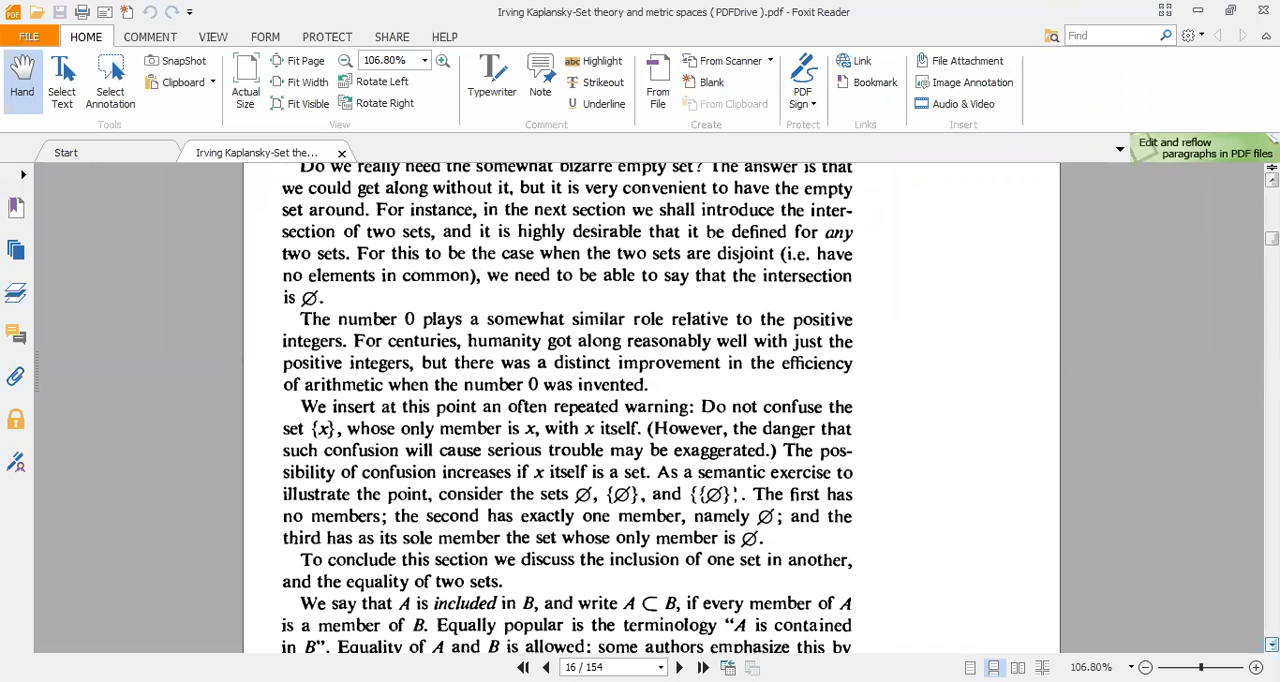 Irving Kaplansky-Set theory and metric spaces ( PDFDrive ).pdf - Foxit Reader
FILE HOME COMMENT VIEW FORM PROTECT SHARE HELP Find
Hand
Select Text
Select Annotation
SnapShot
Clipboard
Tools
Actual Size
Fit Page
Fit Width
Fit Visible
106.80%
Rotate Left
Rotate Right
View
Typewriter
Note
Highlight
Strikeout
Underline
Comment
From File
From Scanner
Blank
From Clipboard
Create
PDF Sign
Protect
Link
Bookmark
Links
File Attachment
Image Annotation
Audio & Video
Insert
Start
Irving Kaplansky-Set the...
Edit and reflow
paragraphs in PDF files
Do we really need the somewhat bizarre empty set? The answer is that
we could get along without it, but it is very convenient to have the empty
set around. For instance, in the next section we shall introduce the inter-
section of two sets, and it is highly desirable that it be defined for any
two sets. For this to be the case when the two sets are disjoint (i.e. have
no elements in common), we need to be able to say that the intersection
is ∅.
The number 0 plays a somewhat similar role relative to the positive
integers. For centuries, humanity got along reasonably well with just the
positive integers, but there was a distinct improvement in the efficiency
of arithmetic when the number 0 was invented.
We insert at this point an often repeated warning: Do not confuse the
set {x}, whose only member is x, with x itself. (However, the danger that
such confusion will cause serious trouble may be exaggerated.) The pos-
sibility of confusion increases if x itself is a set. As a semantic exercise to
illustrate the point, consider the sets ∅, {∅}, and {{∅}}. The first has
no members; the second has exactly one member, namely ∅; and the
third has as its sole member the set whose only member is ∅.
To conclude this section we discuss the inclusion of one set in another,
and the equality of two sets.
We say that A is included in B, and write A ⊂ B, if every member of A
is a member of B. Equally popular is the terminology “A is contained
in B”. Equality of A and B is allowed; some authors emphasize this by
16 / 154
106.80%